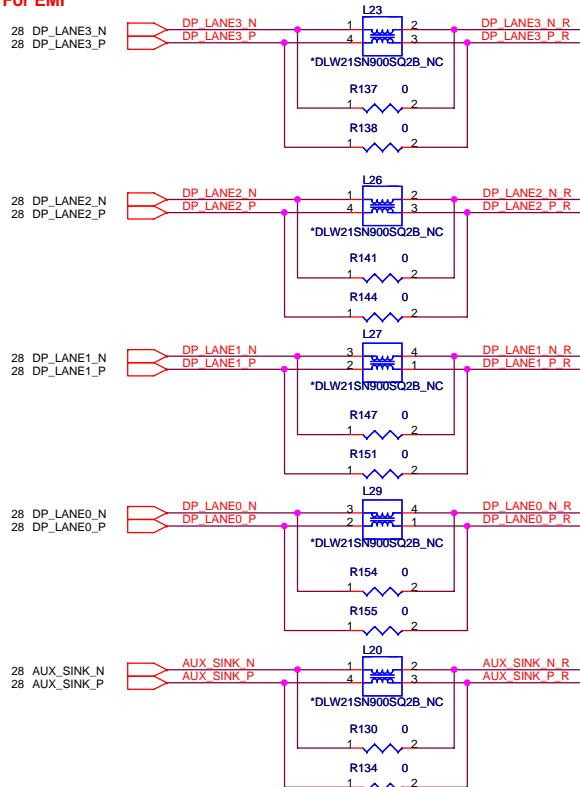 For EMI
L23
28 DP_LANE3_N DP_LANE3_N 1 2 DP_LANE3_N_R
28 DP_LANE3_P DP_LANE3_P 4 3 DP_LANE3_P_R
*DLW21SN900SQ2B_NC
R137 0
1 2
R138 0
1 2
L26
28 DP_LANE2_N DP_LANE2_N 1 2 DP_LANE2_N_R
28 DP_LANE2_P DP_LANE2_P 4 3 DP_LANE2_P_R
*DLW21SN900SQ2B_NC
R141 0
1 2
R144 0
1 2
L27
28 DP_LANE1_N DP_LANE1_N 3 4 DP_LANE1_N_R
28 DP_LANE1_P DP_LANE1_P 2 1 DP_LANE1_P_R
*DLW21SN900SQ2B_NC
R147 0
1 2
R151 0
1 2
L29
28 DP_LANE0_N DP_LANE0_N 3 4 DP_LANE0_N_R
28 DP_LANE0_P DP_LANE0_P 2 1 DP_LANE0_P_R
*DLW21SN900SQ2B_NC
R154 0
1 2
R155 0
1 2
L20
28 AUX_SINK_N AUX_SINK_N 1 2 AUX_SINK_N_R
28 AUX_SINK_P AUX_SINK_P 4 3 AUX_SINK_P_R
*DLW21SN900SQ2B_NC
R130 0
1 2
R134 0
1 2